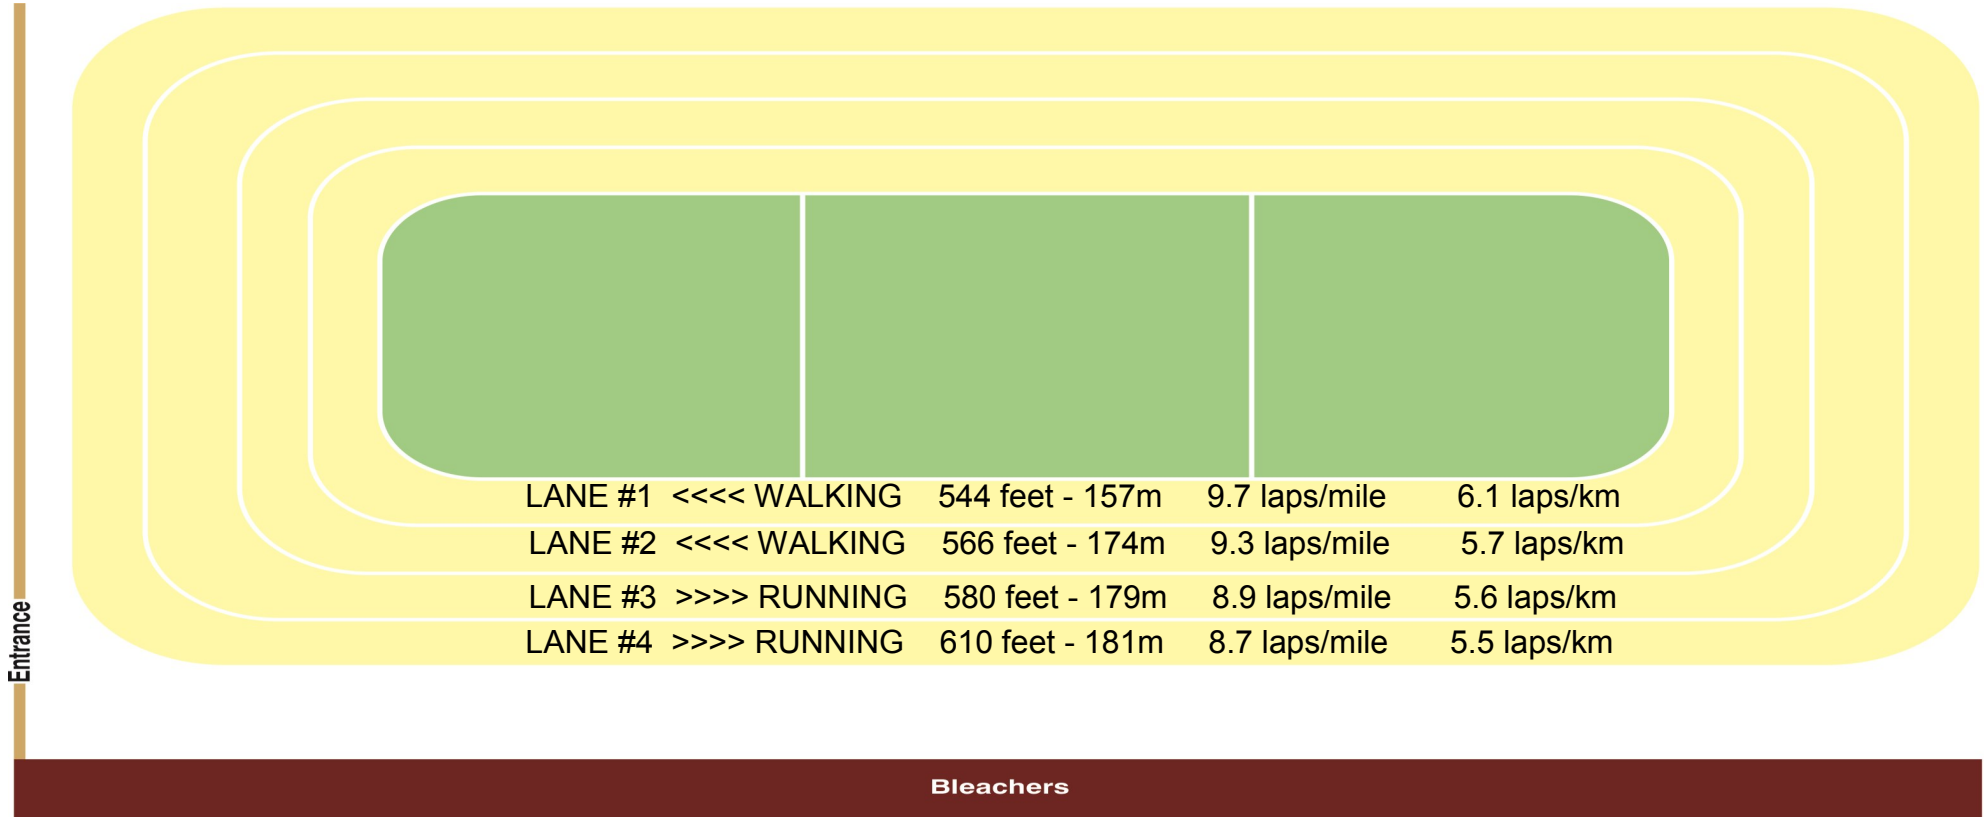 LANE #1 <<<< WALKING 544 feet - 157m 9.7 laps/mile 6.1 laps/km
LANE #2 <<<< WALKING 566 feet - 174m 9.3 laps/mile 5.7 laps/km
LANE #3 >>>> RUNNING 580 feet - 179m 8.9 laps/mile 5.6 laps/km
LANE #4 >>>> RUNNING 610 feet - 181m 8.7 laps/mile 5.5 laps/km
Entrance
Bleachers